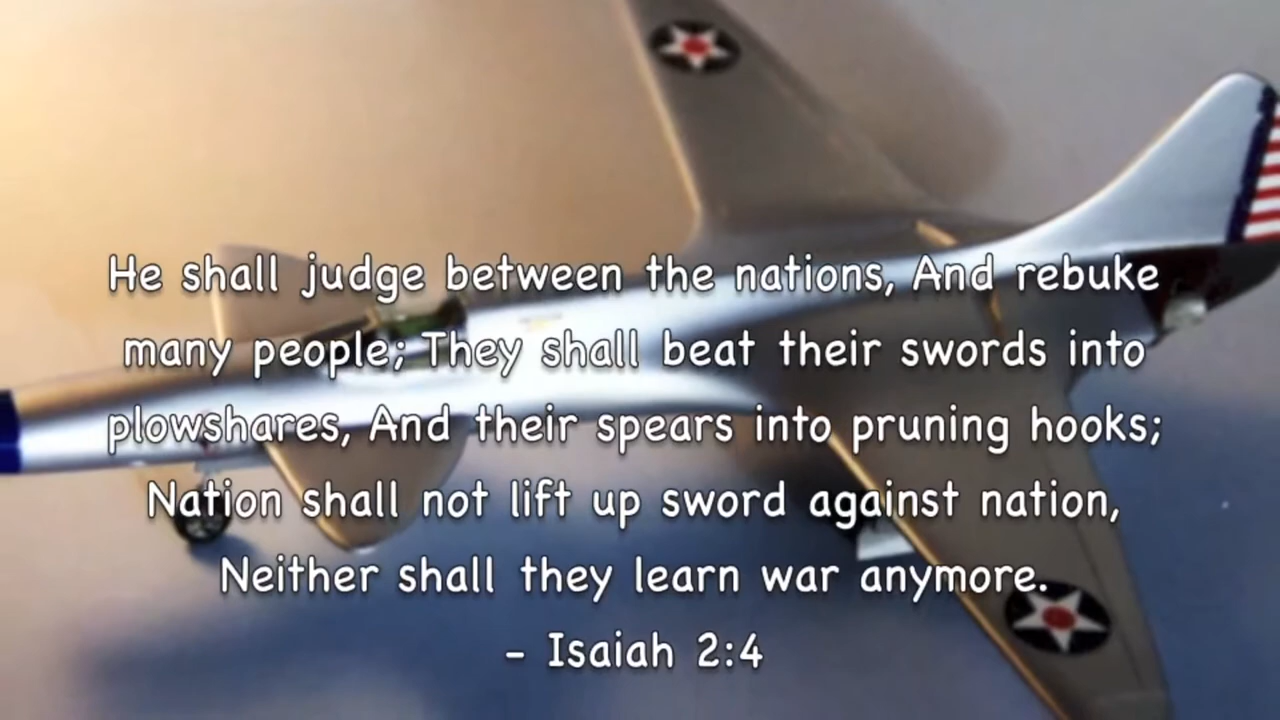 He shall judge between the nations, And rebuke
many people; They shall beat their swords into
plowshares, And their spears into pruning hooks;
Nation shall not lift up sword against nation,
Neither shall they learn war anymore.
- Isaiah 2:4